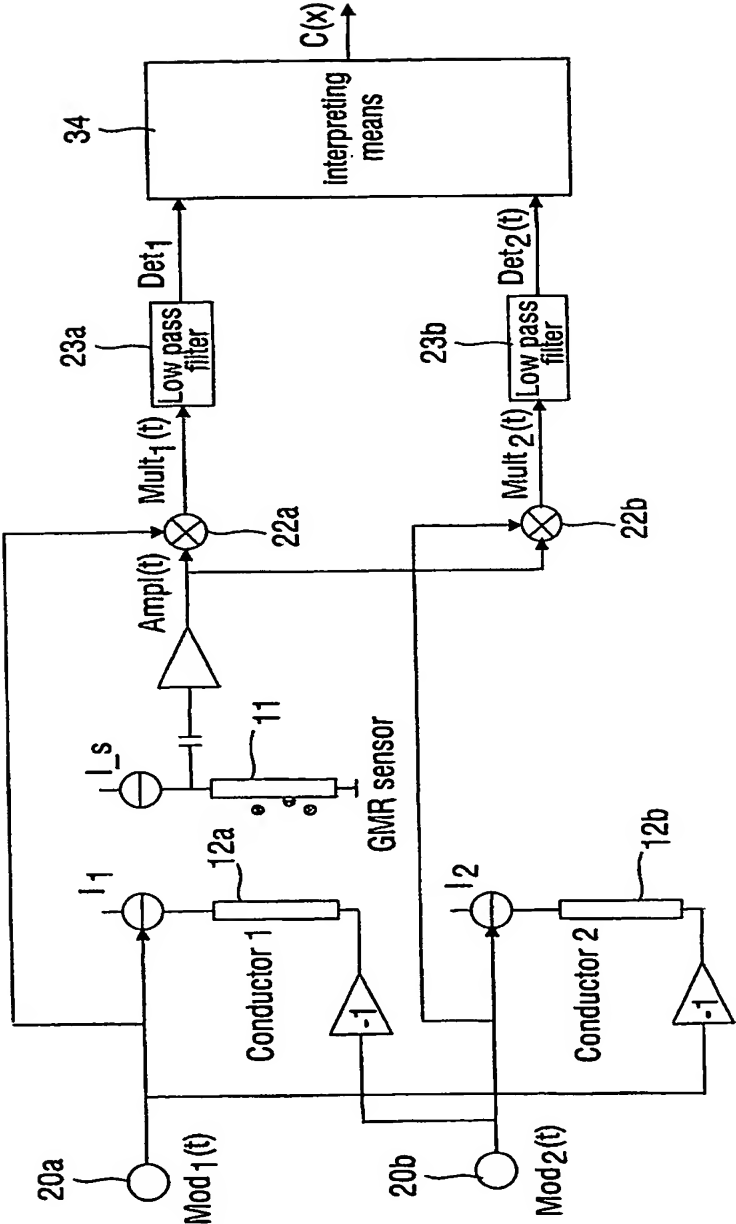 20a
Mod1(t)
I1
12a
Conductor 1
-1
I_s
11
GMR sensor
Ampl(t)
22a
Mult1(t)
23a
Low pass
filter
Det1
34
interpreting
means
C(x)
20b
Mod2(t)
I2
12b
Conductor 2
-1
22b
Mult2(t)
23b
Low pass
filter
Det2(t)